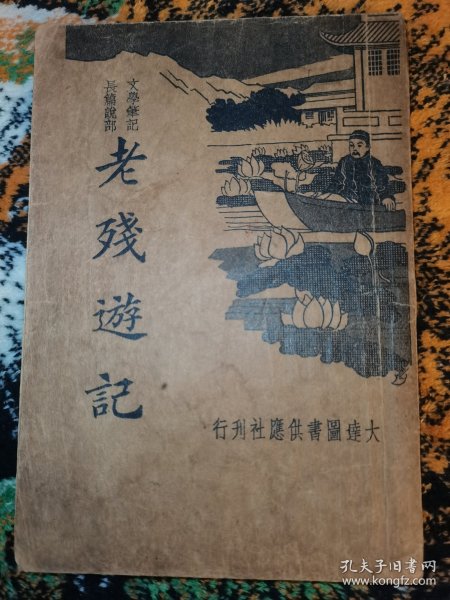 文學筆記
長篇說部
老殘遊記
大達圖書供應社刊行
孔夫子旧书网
www.kongfz.com